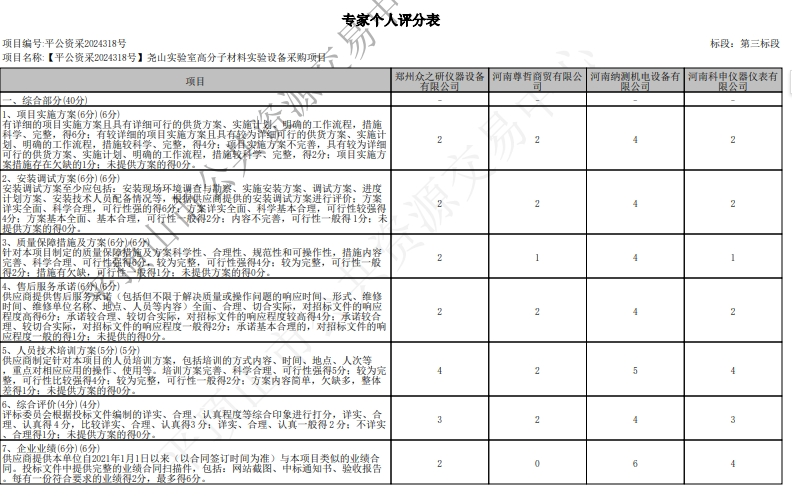 专家个人评分表
项目编号:平公资采2024318号 标段: 第三标段
项目名称:【平公资采2024318号】尧山实验室高分子材料实验设备采购项目
项目 郑州众之研仪器设备有限公司 河南尊哲商贸有限公司 河南纳测机电设备有限公司 河南科申仪器仪表有限公司
一、综合部分(40分) - - - -
1、项目实施方案(6分)(6分)
有详细的项目实施方案且具有详细可行的供货方案、实施计划、明确的工作流程, 措施
科学、完整, 得6分; 有较详细的项目实施方案且具有较为详细可行的供货方案、实施计
划、明确的工作流程, 措施较科学、完整, 得4分; 项目实施方案不完善, 具有较为详细
可行的供货方案、实施计划、明确的工作流程, 措施较科学、完整, 得2分; 项目实施方
案措施存在欠缺的1分; 未提供方案的得0分。
2 2 4 2
2、安装调试方案(6分)(6分)
安装调试方案至少应包括: 安装现场环境调查与勘察、实施安装方案、调试方案、进度
计划方案、安装技术人员配备情况等, 根据供应商提供的安装调试方案进行评价: 方案
详实全面、科学合理, 可行性强的得6分; 方案详实全面、科学基本合理, 可行性较强得
4分; 方案基本全面、基本合理, 可行性一般得2分; 内容不完善, 可行性一般得1分; 未
提供方案的得0分。
2 2 4 2
3、质量保障措施及方案(6分)(6分)
针对本项目制定的质量保障措施及方案科学性、合理性、规范性和可操作性, 措施内容
完善、科学合理, 可行性强得6分, 较为完整, 可行性强得4分; 较为完整, 可行性一般
得2分; 措施有欠缺, 可行性一般得1分; 未提供方案的得0分。
2 1 4 1
4、售后服务承诺(6分)(6分)
供应商提供售后服务承诺（包括但不限于解决质量或操作问题的响应时间、形式、维修
时间、维修单位名称、地点、人员等内容）全面、合理、切合实际, 对招标文件的响应
程度高得6分; 承诺较合理、较切合实际, 对招标文件的响应程度较高得4分; 承诺较合
理、较切合实际, 对招标文件的响应程度一般得2分; 承诺基本合理的, 对招标文件的响
应程度一般的得1分; 未提供的得0分。
2 2 4 2
5、人员技术培训方案(5分)(5分)
供应商制定针对本项目的人员培训方案, 包括培训的方式内容、时间、地点、人次等
, 重点对相应应用的操作、使用等。培训方案完善、科学合理、可行性强得5分; 较为完
整, 可行性比较强得4分; 较为完整, 可行性一般得2分; 方案内容简单, 欠缺多, 整体
差得1分; 未提供方案的得0分。
4 2 5 4
6、综合评价(4分)(4分)
评标委员会根据投标文件编制的详实、合理、认真程度等综合印象进行打分, 详实、合
理、认真得4分, 比较详实、合理、认真得3分; 详实、合理、认真一般得2分; 不详实
、合理得1分; 未提供方案的得0分。
3 2 4 3
7、企业业绩(6分)(6分)
供应商提供本单位自2021年1月1日以来（以合同签订时间为准）与本项目类似的业绩合
同。投标文件中提供完整的业绩合同扫描件, 包括: 网站截图、中标通知书、验收报告
。每有一份符合要求的业绩得2分, 最多得6分。
2 0 6 4